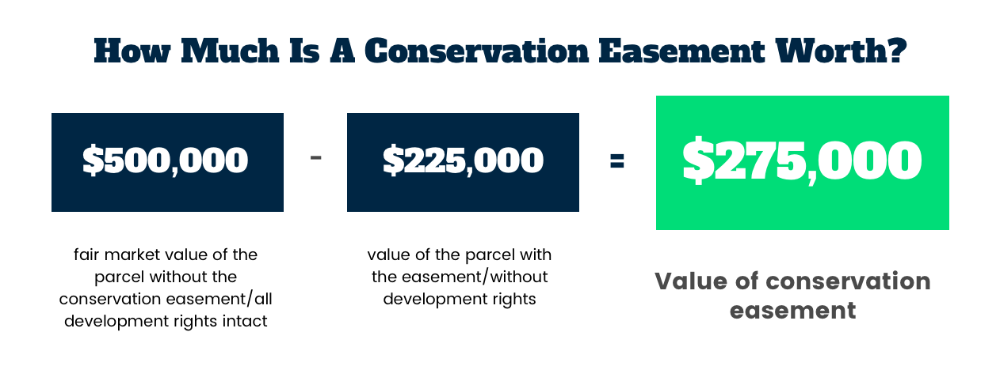 How Much Is A Conservation Easement Worth?
$500,000 - $225,000 = $275,000
fair market value of the
parcel without the
conservation easement/all
development rights intact
value of the parcel with
the easement/without
development rights
Value of conservation
easement